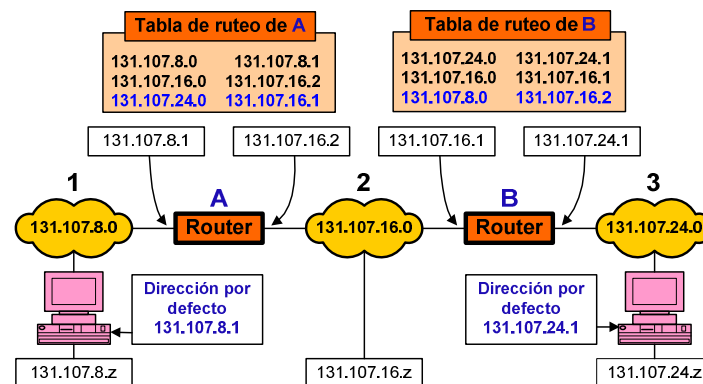 Tabla de ruteo de A
131.107.8.0 131.107.8.1
131.107.16.0 131.107.16.2
131.107.24.0 131.107.16.1
Tabla de ruteo de B
131.107.24.0 131.107.24.1
131.107.16.0 131.107.16.1
131.107.8.0 131.107.16.2
131.107.8.1
131.107.16.2
131.107.16.1
131.107.24.1
1
A
2
B
3
131.107.8.0
Router
131.107.16.0
Router
131.107.24.0
Dirección por
defecto
131.107.8.1
Dirección por
defecto
131.107.24.1
131.107.8.z
131.107.16.z
131.107.24.z